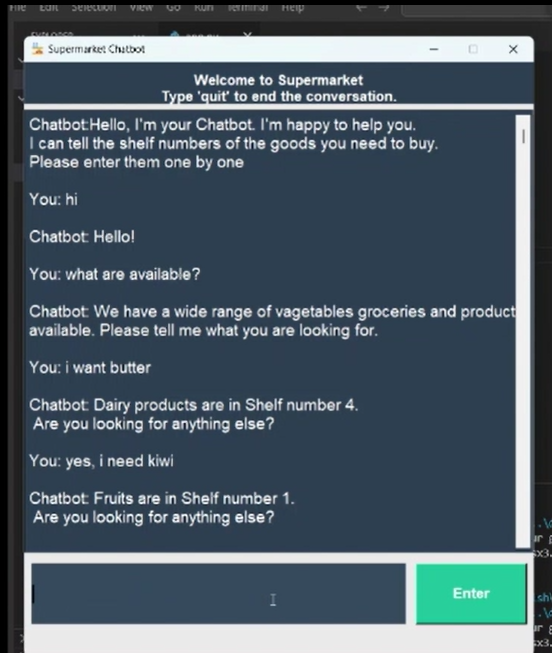 File Edit Selection View Go Run Terminal Help
Supermarket Chatbot
Welcome to Supermarket
Type 'quit' to end the conversation.
Chatbot:Hello, I'm your Chatbot. I'm happy to help you.
I can tell the shelf numbers of the goods you need to buy.
Please enter them one by one
You: hi
Chatbot: Hello!
You: what are available?
Chatbot: We have a wide range of vagetables groceries and product
available. Please tell me what you are looking for.
You: i want butter
Chatbot: Dairy products are in Shelf number 4.
Are you looking for anything else?
You: yes, i need kiwi
Chatbot: Fruits are in Shelf number 1.
Are you looking for anything else?
Enter